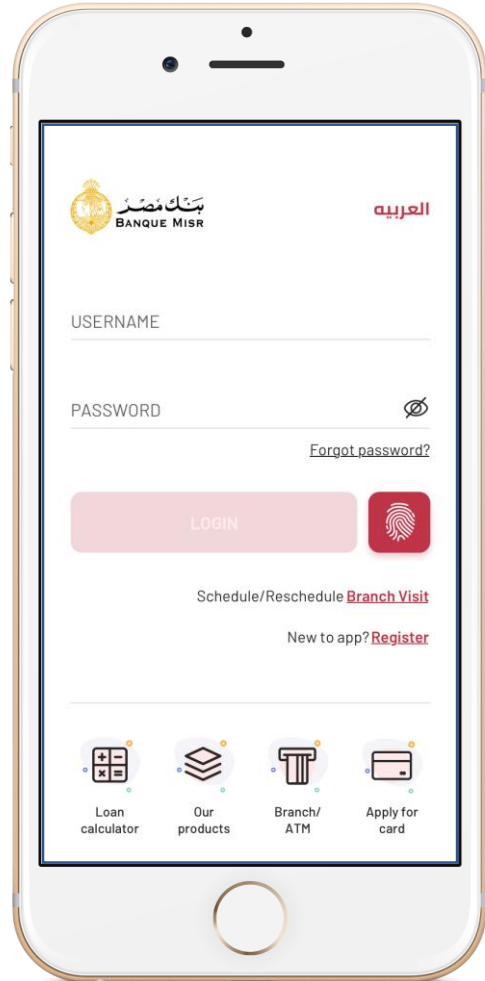 بنك مصر
BANQUE MISR
العربيه
USERNAME
PASSWORD
Forgot password?
LOGIN
Schedule/Reschedule Branch Visit
New to app? Register
Loan
calculator
Our
products
Branch/
ATM
Apply for
card